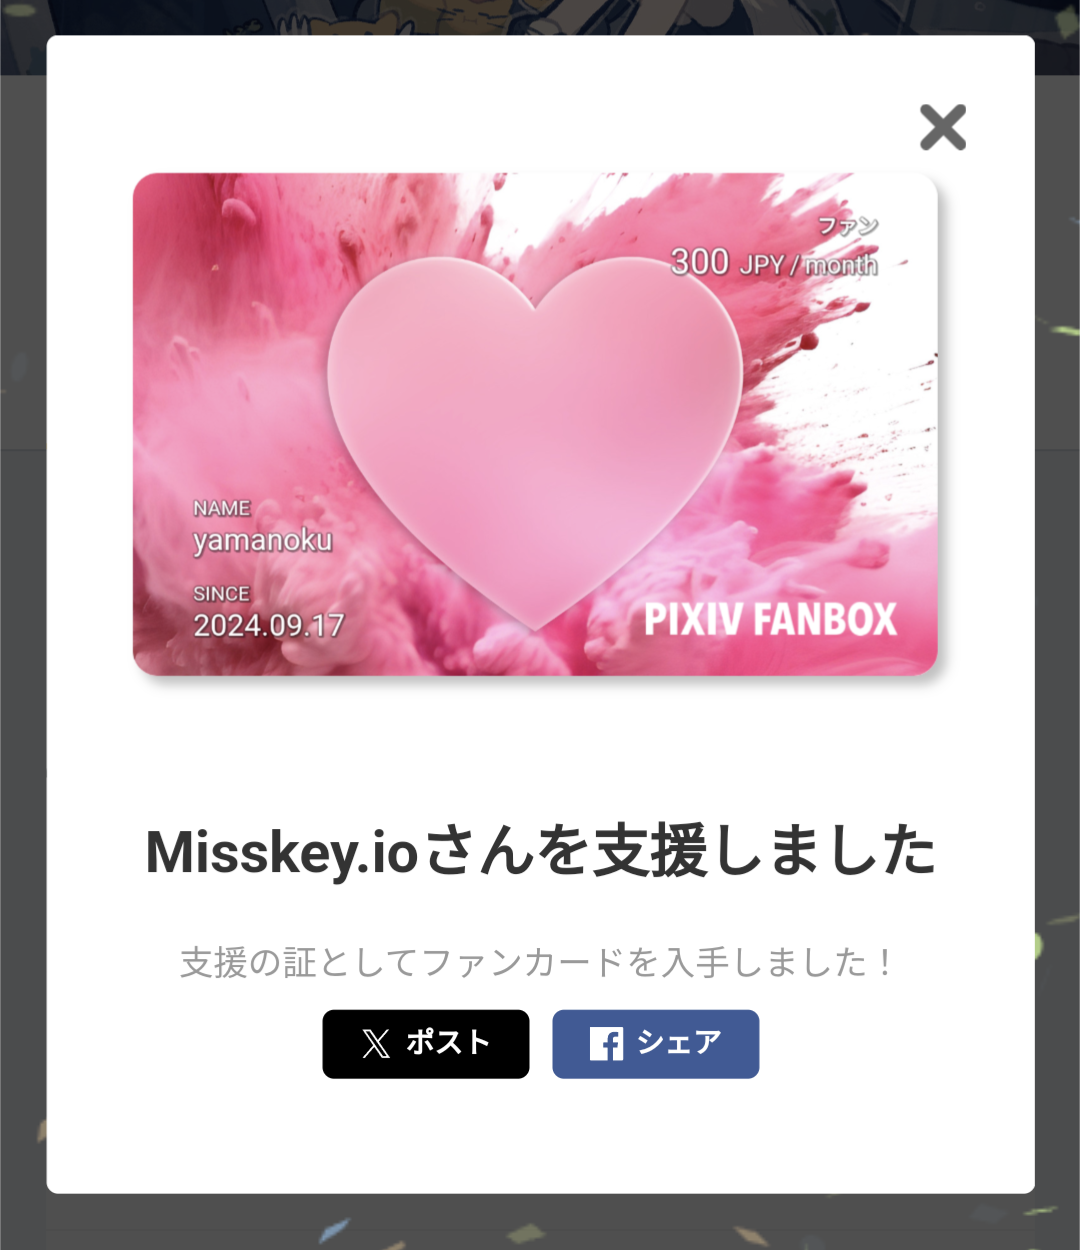 ファン
300 JPY / month
NAME
yamanoku
SINCE
2024.09.17
PIXIV FANBOX
Misskey.ioさんを支援しました
支援の証としてファンカードを入手しました！
ポスト
シェア